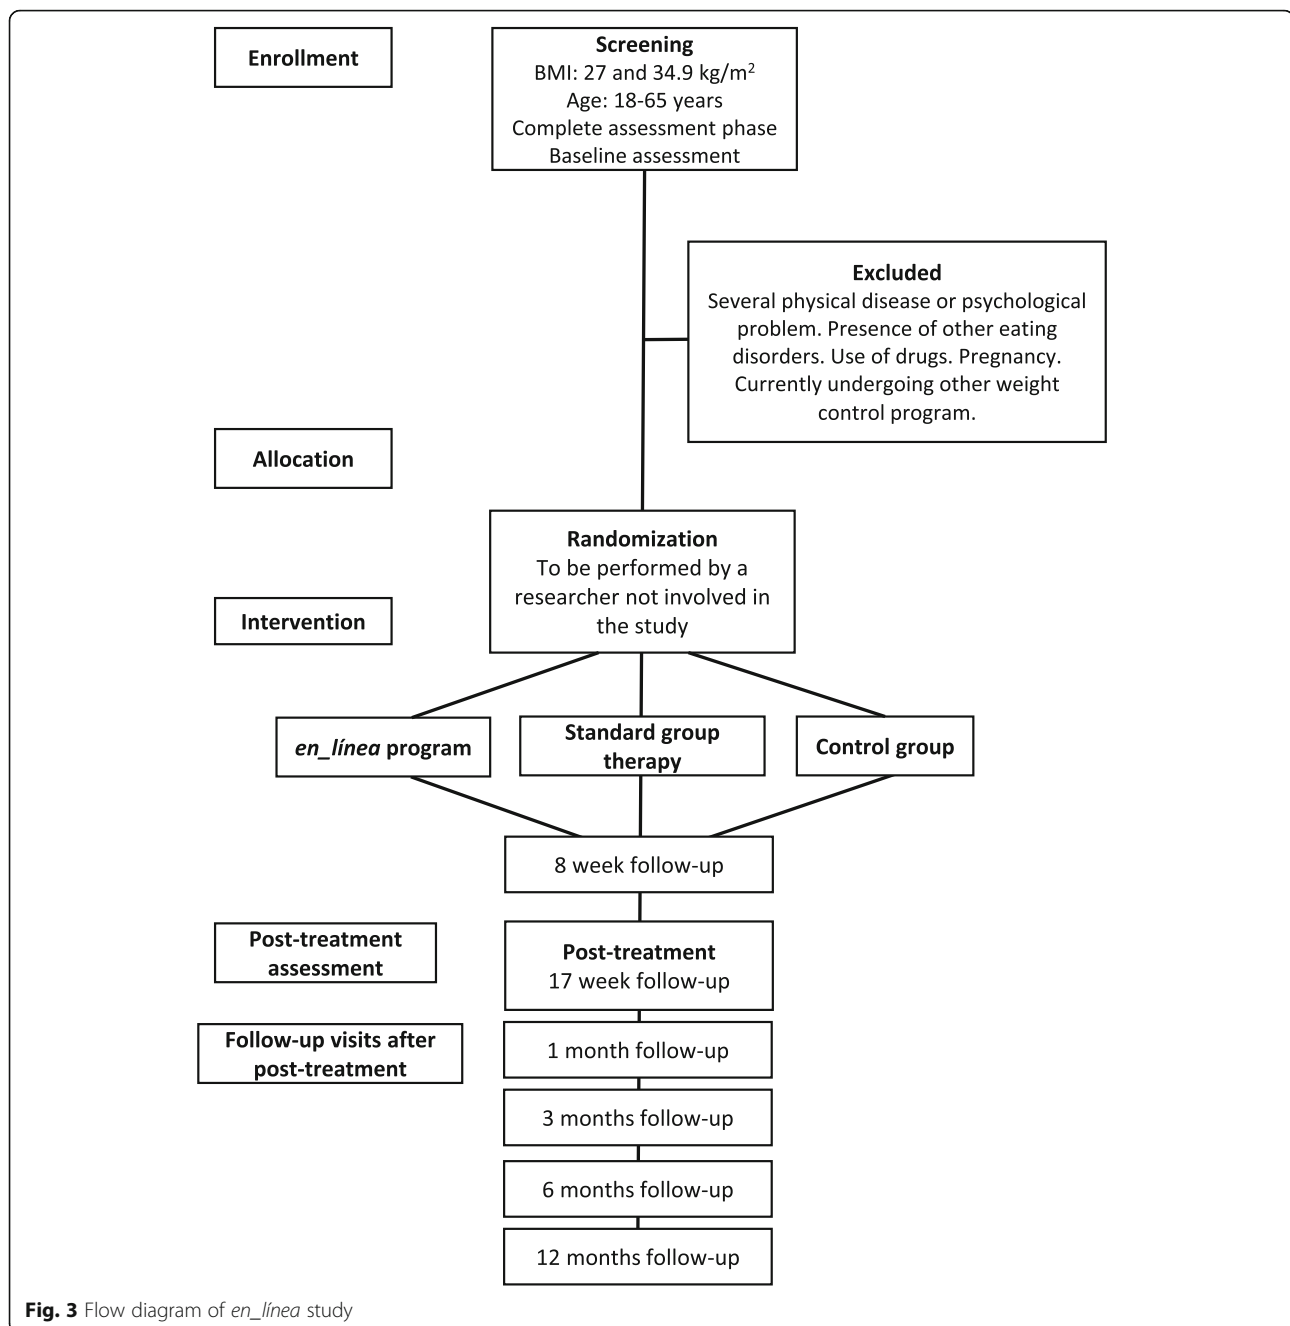 Enrollment
Screening
BMI: 27 and 34.9 kg/m²
Age: 18-65 years
Complete assessment phase
Baseline assessment
Excluded
Several physical disease or psychological
problem. Presence of other eating
disorders. Use of drugs. Pregnancy.
Currently undergoing other weight
control program.
Allocation
Randomization
To be performed by a
researcher not involved in
the study
Intervention
en_línea program
Standard group
therapy
Control group
8 week follow-up
Post-treatment
assessment
Post-treatment
17 week follow-up
Follow-up visits after
post-treatment
1 month follow-up
3 months follow-up
6 months follow-up
12 months follow-up
Fig. 3 Flow diagram of en_línea study